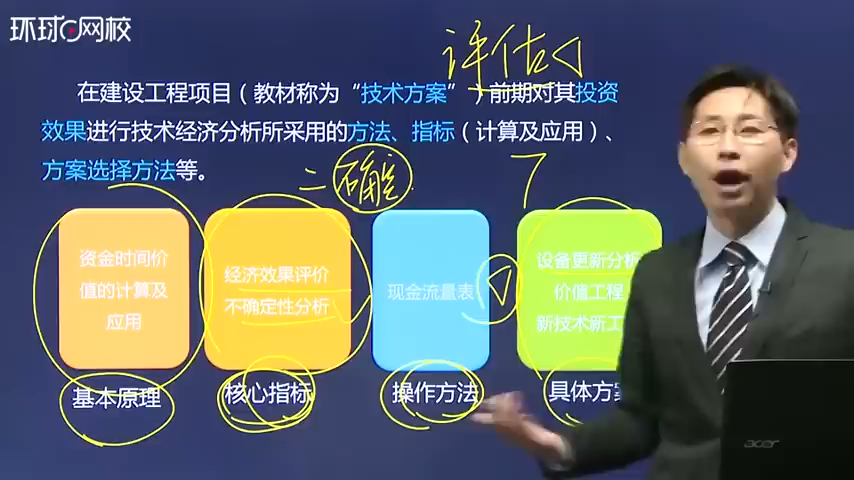 环球网校
评估
在建设工程项目（教材称为“技术方案”）前期对其投资
效果进行技术经济分析所采用的方法、指标（计算及应用）、
方案选择方法等。
二 不确定
资金时间价
值的计算及
应用
基本原理
经济效果评价
不确定性分析
核心指标
现金流量表
操作方法
设备更新分析
价值工程
新技术新工
具体方案
acer